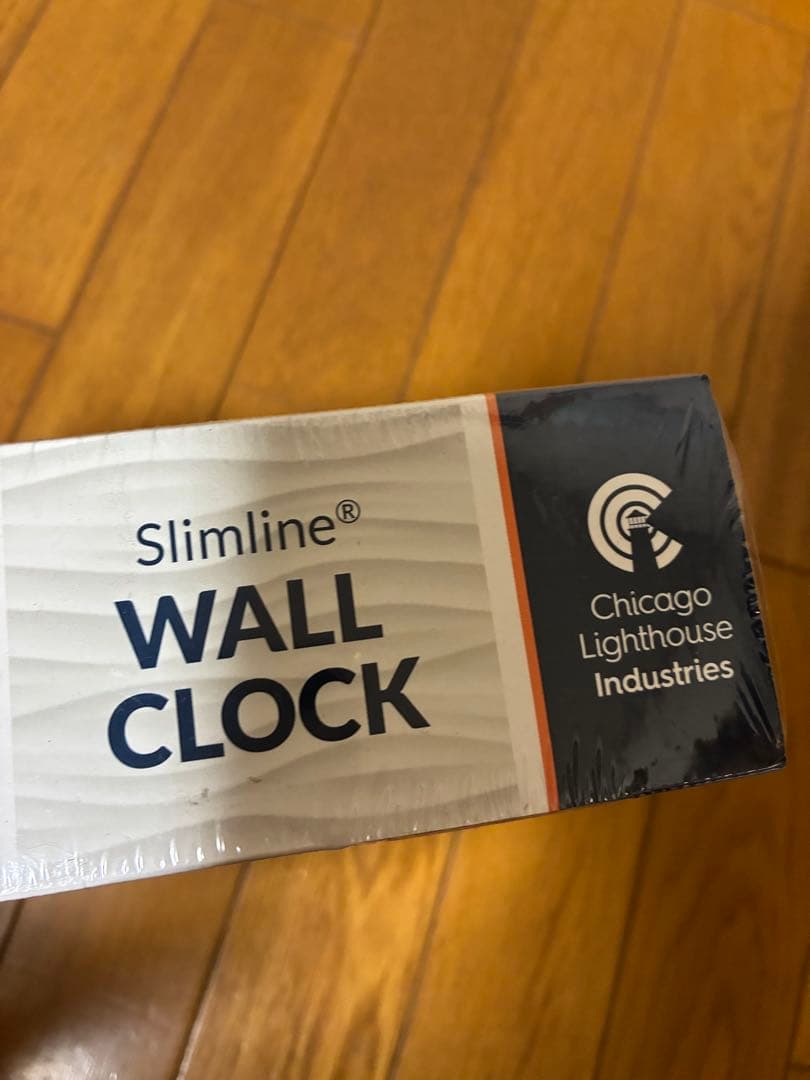 Slimline®
WALL
CLOCK
Chicago
Lighthouse
Industries